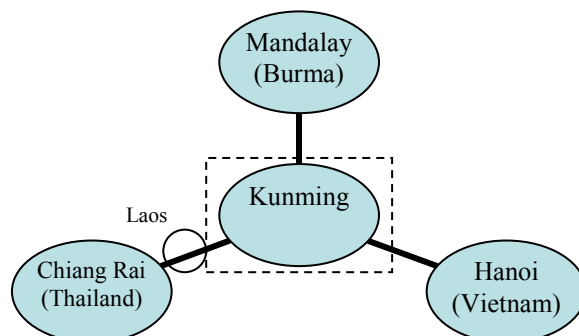 Mandalay
(Burma)
Kunming
Laos
Chiang Rai
(Thailand)
Hanoi
(Vietnam)